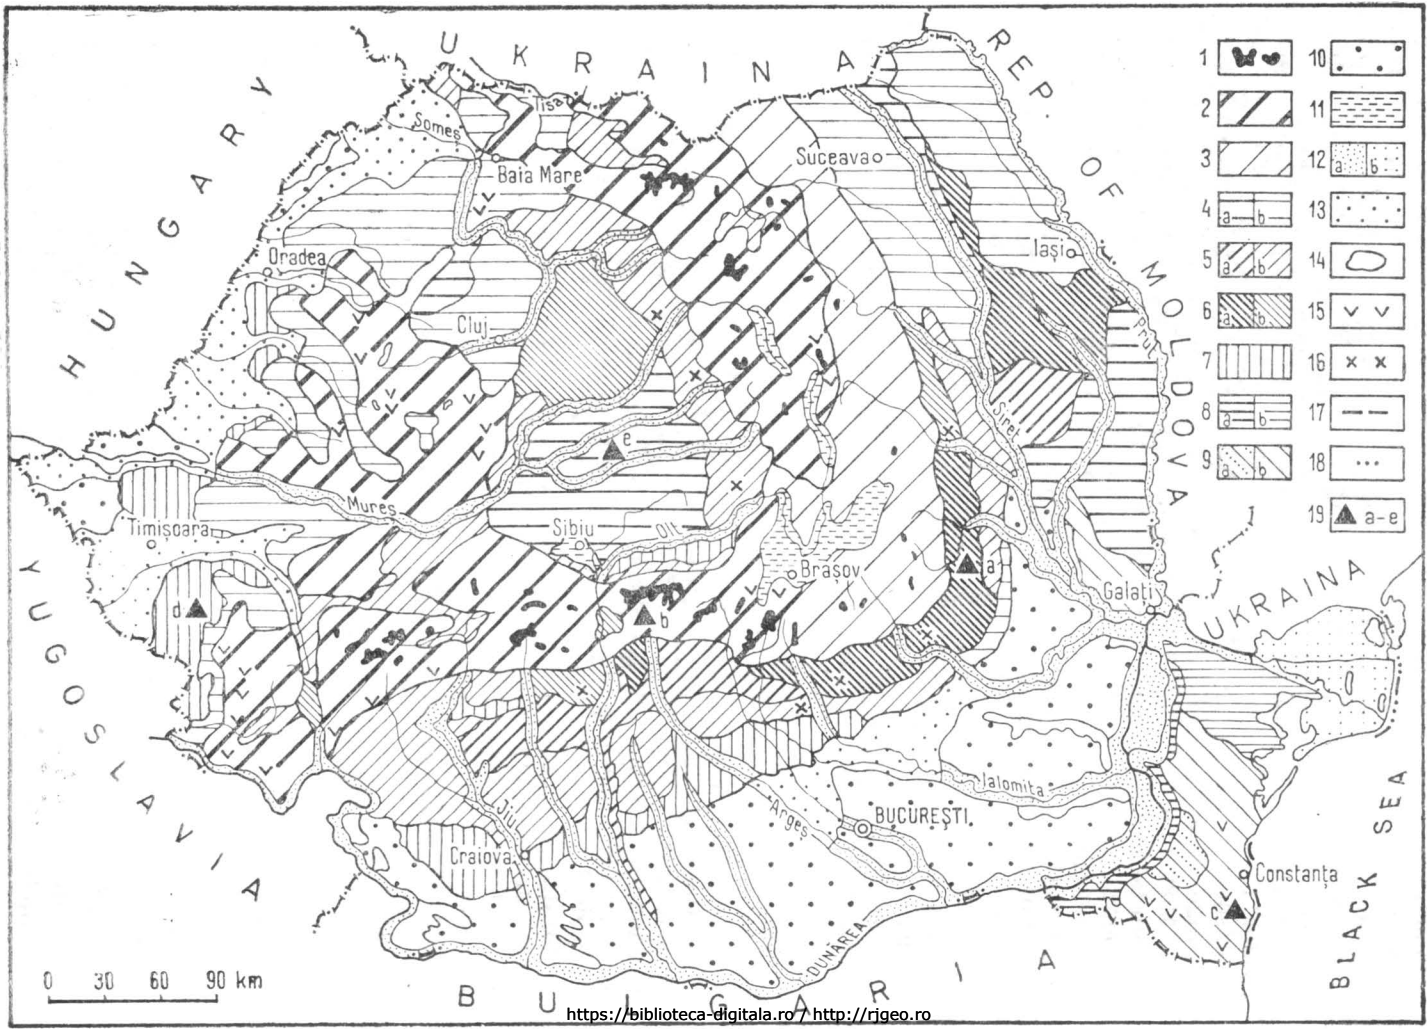 UKRAINA
REP. OF MOLDOVA
HUNGARY
YUGOSLAVIA
BULGARIA
UKRAINA
BLACK SEA
Tisa
Someș
Baia Mare
Suceava
Oradea
Iași
Prut
Cluj
Siret
e
Mureș
Timișoara
Sibiu
Olt
Brașov
a
d
b
Galați
Ialomița
Argeș
BUCUREȘTI
Jiu
Craiova
Constanța
c
DUNĂREA
1
2
3
4 a b
5 a b
6 a b
7
8 a b
9 a b
10
11
12 a b
13
14
15
16
17
18
19 a-e
0 30 60 90 km
https://biblioteca-digitala.ro / http://rjgeo.ro